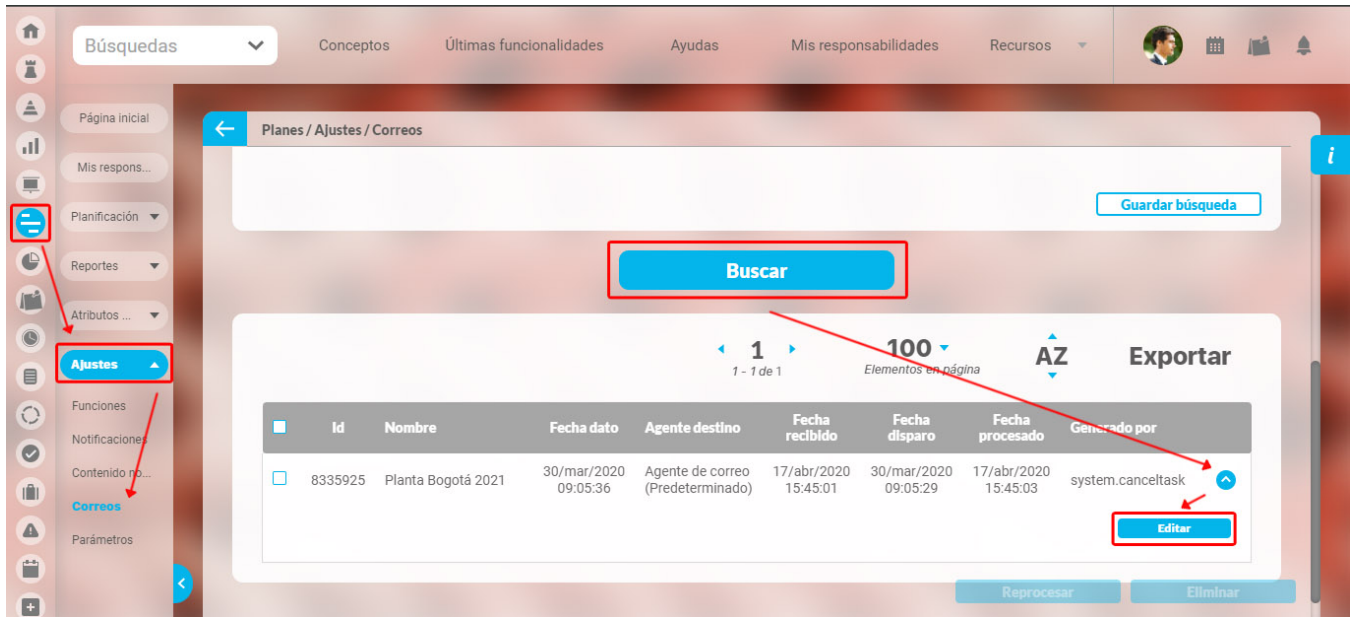 Búsquedas
Conceptos
Últimas funcionalidades
Ayudas
Mis responsabilidades
Recursos
Página inicial
Mis respons...
Planificación
Reportes
Atributos ...
Ajustes
Funciones
Notificaciones
Contenido no...
Correos
Parámetros
Planes / Ajustes / Correos
i
Guardar búsqueda
Buscar
1
1 - 1 de 1
100
Elementos en página
AZ
Exportar
Id Nombre Fecha dato Agente destino Fecha recibido Fecha disparo Fecha procesado Generado por
8335925 Planta Bogotá 2021 30/mar/2020 09:05:36 Agente de correo (Predeterminado) 17/abr/2020 15:45:01 30/mar/2020 09:05:29 17/abr/2020 15:45:03 system.canceltask
Editar
Reprocesar
Eliminar